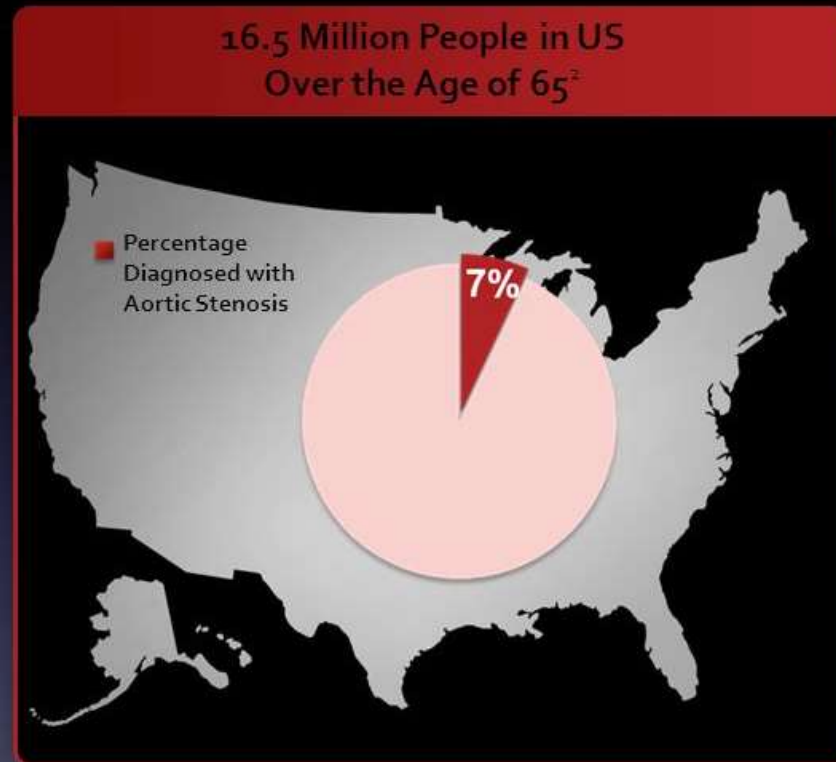 16.5 Million People in US
Over the Age of 65²
Percentage
Diagnosed with
Aortic Stenosis
7%